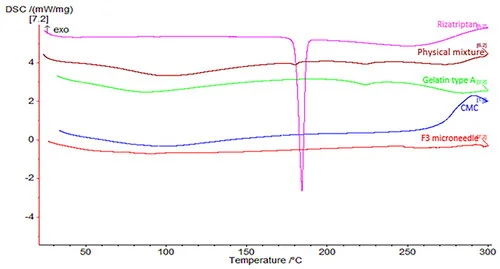 DSC /(mW/mg)
[7.2] exo
Rizatriptan
6
Physical mixture
4
Gelatin type A
2
CMC
0
F3 microneedle
-2
-4
50 100 150 200 250 300
Temperature /°C